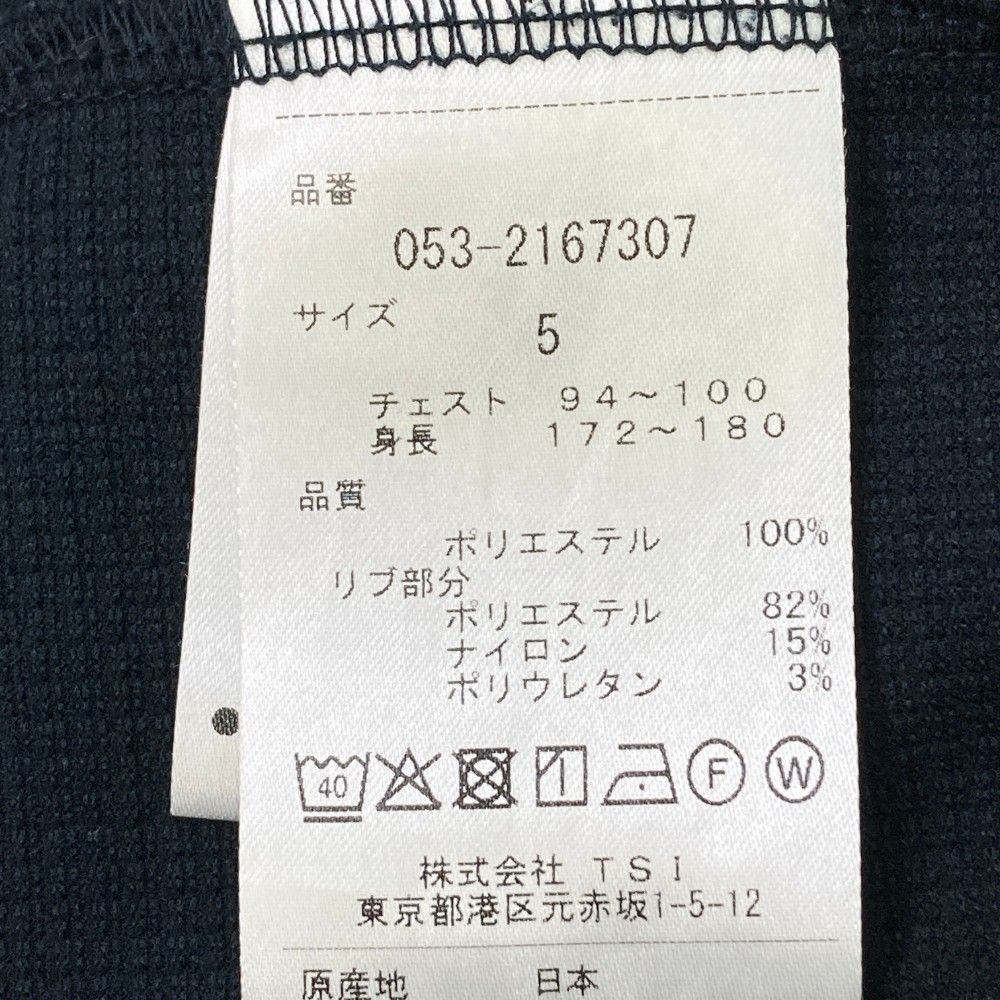 品番
053-2167307
サイズ
5
チェスト 94～100
身長 172～180
品質
ポリエステル 100%
リブ部分
ポリエステル 82%
ナイロン 15%
ポリウレタン 3%
40 F W
株式会社 TSI
東京都港区元赤坂1-5-12
原産地 日本